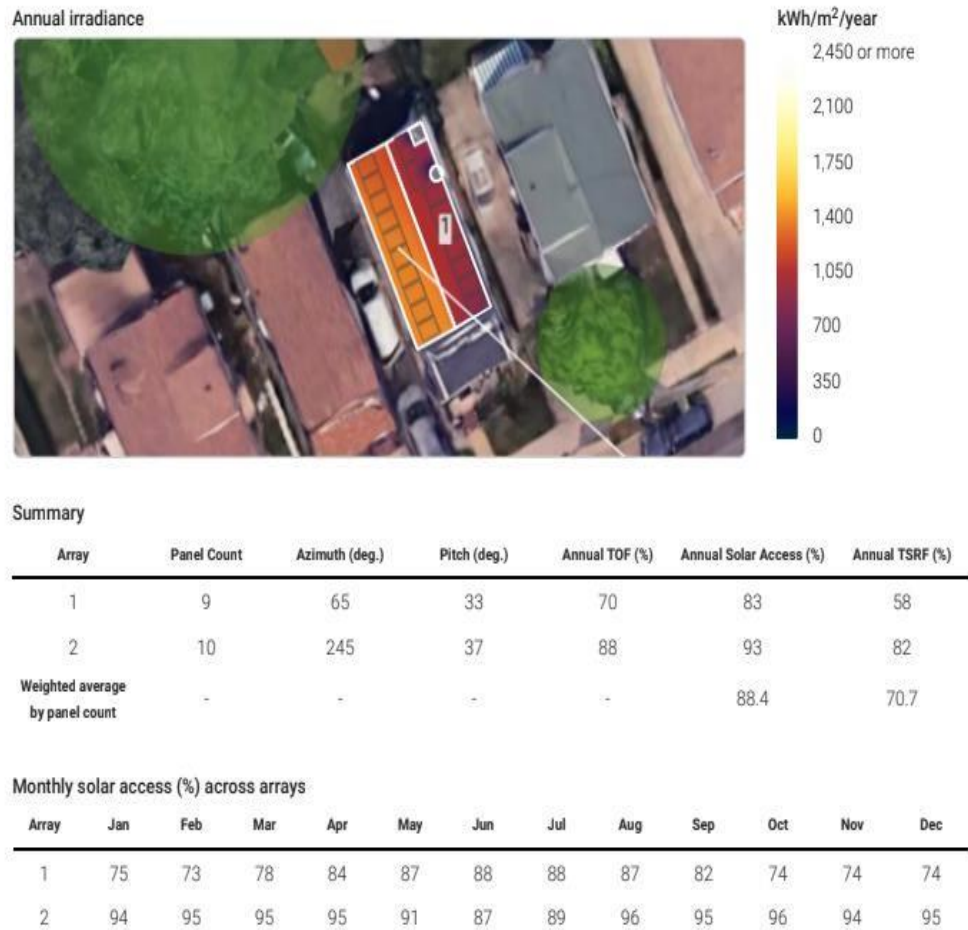 Annual irradiance
kWh/m²/year
2,450 or more
2,100
1,750
1,400
1,050
700
350
0
1
Summary
Array Panel Count Azimuth (deg.) Pitch (deg.) Annual TOF (%) Annual Solar Access (%) Annual TSRF (%)
1 9 65 33 70 83 58
2 10 245 37 88 93 82
Weighted average
by panel count - - - - 88.4 70.7
Monthly solar access (%) across arrays
Array Jan Feb Mar Apr May Jun Jul Aug Sep Oct Nov Dec
1 75 73 78 84 87 88 88 87 82 74 74 74
2 94 95 95 95 91 87 89 96 95 96 94 95